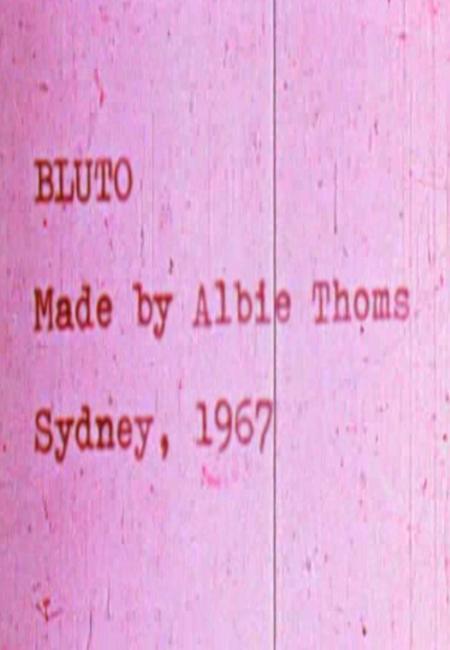 BLUTO
Made by Albie Thoms
Sydney, 1967